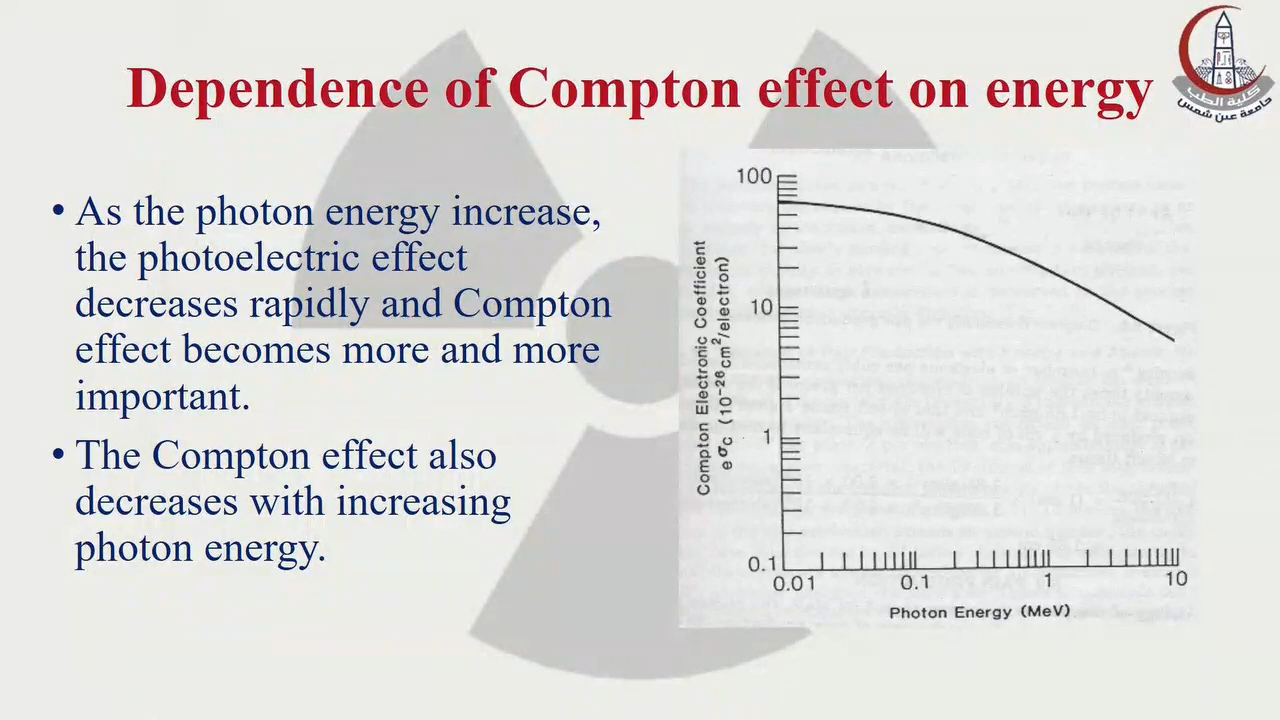 Dependence of Compton effect on energy
كلية الطب
جامعة عين شمس
• As the photon energy increase,
the photoelectric effect
decreases rapidly and Compton
effect becomes more and more
important.
• The Compton effect also
decreases with increasing
photon energy.
Compton Electronic Coefficient
eσC (10⁻²⁶ cm²/electron)
100
10
1
0.1
0.01 0.1 1 10
Photon Energy (MeV)